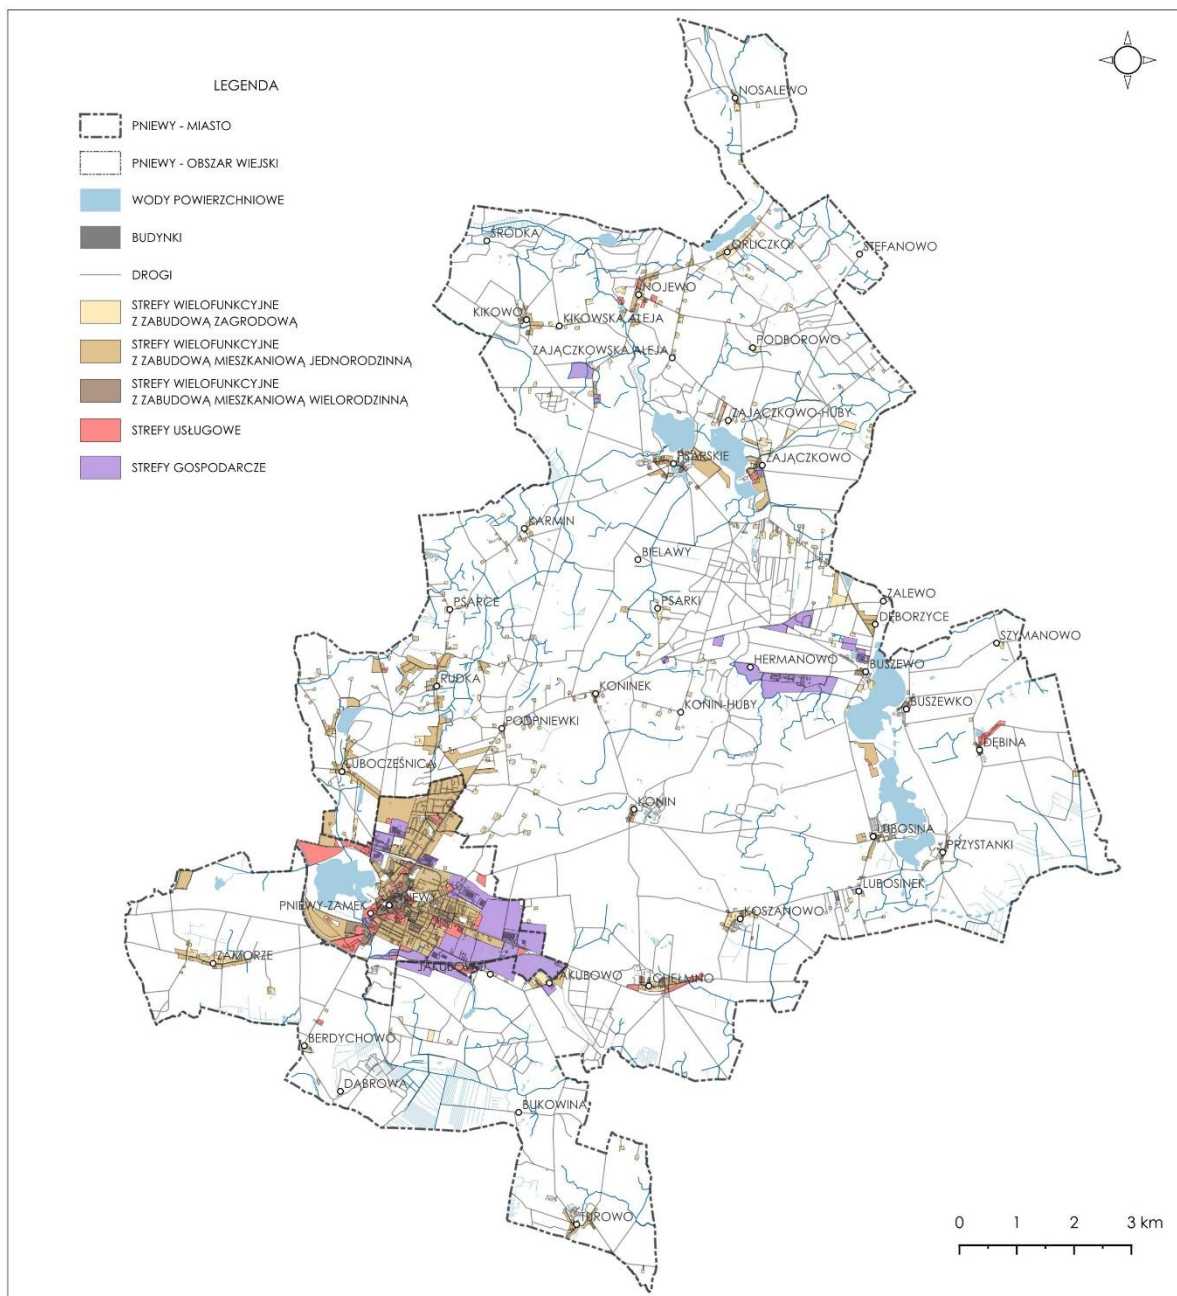 LEGENDA
PNIEWY - MIASTO
PNIEWY - OBSZAR WIEJSKI
WODY POWIERZCHNIOWE
BUDYNKI
DROGI
STREFY WIELOFUNKCYJNE
Z ZABUDOWĄ ZAGRODOWĄ
STREFY WIELOFUNKCYJNE
Z ZABUDOWĄ MIESZKANIOWĄ JEDNORODZINNĄ
STREFY WIELOFUNKCYJNE
Z ZABUDOWĄ MIESZKANIOWĄ WIELORODZINNĄ
STREFY USŁUGOWE
STREFY GOSPODARCZE
NOSALEWO
ŚRÓDKA
ORLICZKO
STEFANOWO
NOJEWO
KIKOWO
KIKOWSKA ALEJA
PODBOROWO
ZAJĄCZKOWSKA ALEJA
ZAJĄCZKOWO-HUBY
PSARSKIE
ZAJĄCZKOWO
KARMIN
BIELAWY
ZALEWO
PSARCE
PSARKI
DĘBORZYCE
SZYMANOWO
HERMANOWO
BUSZEWO
RUDKA
KONINEK
BUSZEWKO
KONIN-HUBY
PODPNIEWKI
DĘBINA
LUBOCZEŚNICA
KONIN
LUBOSINA
PRZYSTANKI
LUBOSINEK
PNIEWY
PNIEWY-ZAMEK
KOSZANOWO
ZAMORZE
JAKUBOWO
JAKUBOWO
CHEŁMNO
BERDYCHOWO
DĄBROWA
BUKOWINA
TUROWO
0 1 2 3 km